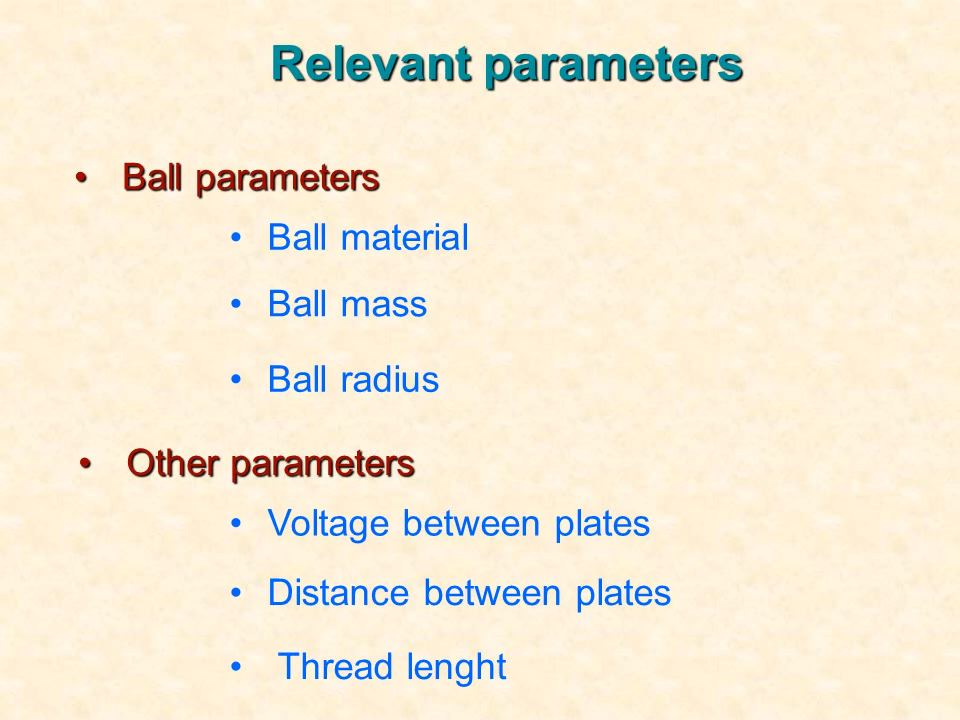 Relevant parameters
• Ball parameters
• Ball material
• Ball mass
• Ball radius
• Other parameters
• Voltage between plates
• Distance between plates
• Thread lenght